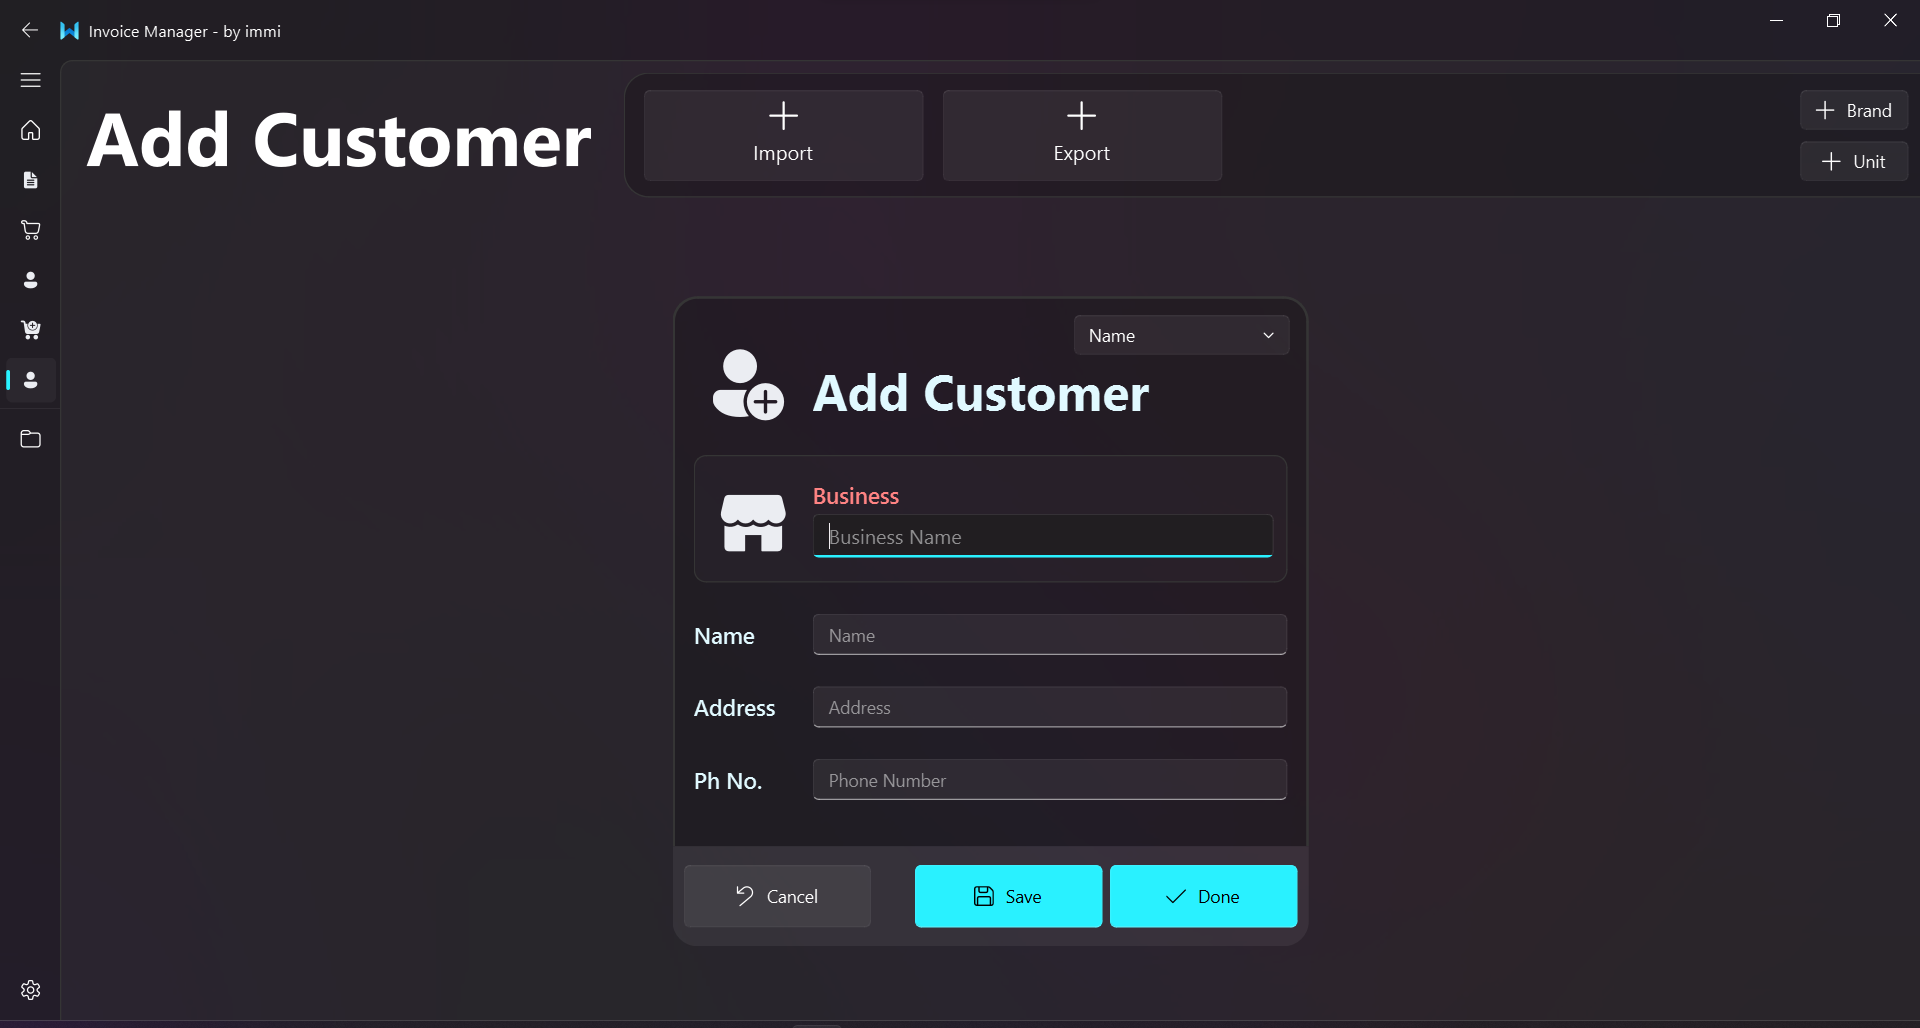 Invoice Manager - by immi
Add Customer
Import
Export
Brand
Unit
Name
Add Customer
Business
Business Name
Name
Name
Address
Address
Ph No.
Phone Number
Cancel
Save
Done